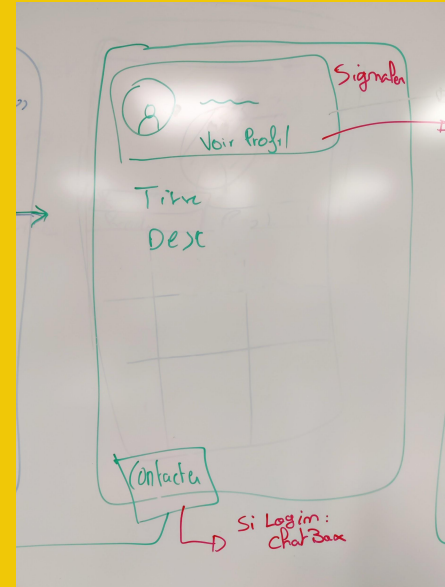 Signaler
Voir Profil
Titre
Desc
Contacter
Si Login :
chatBox